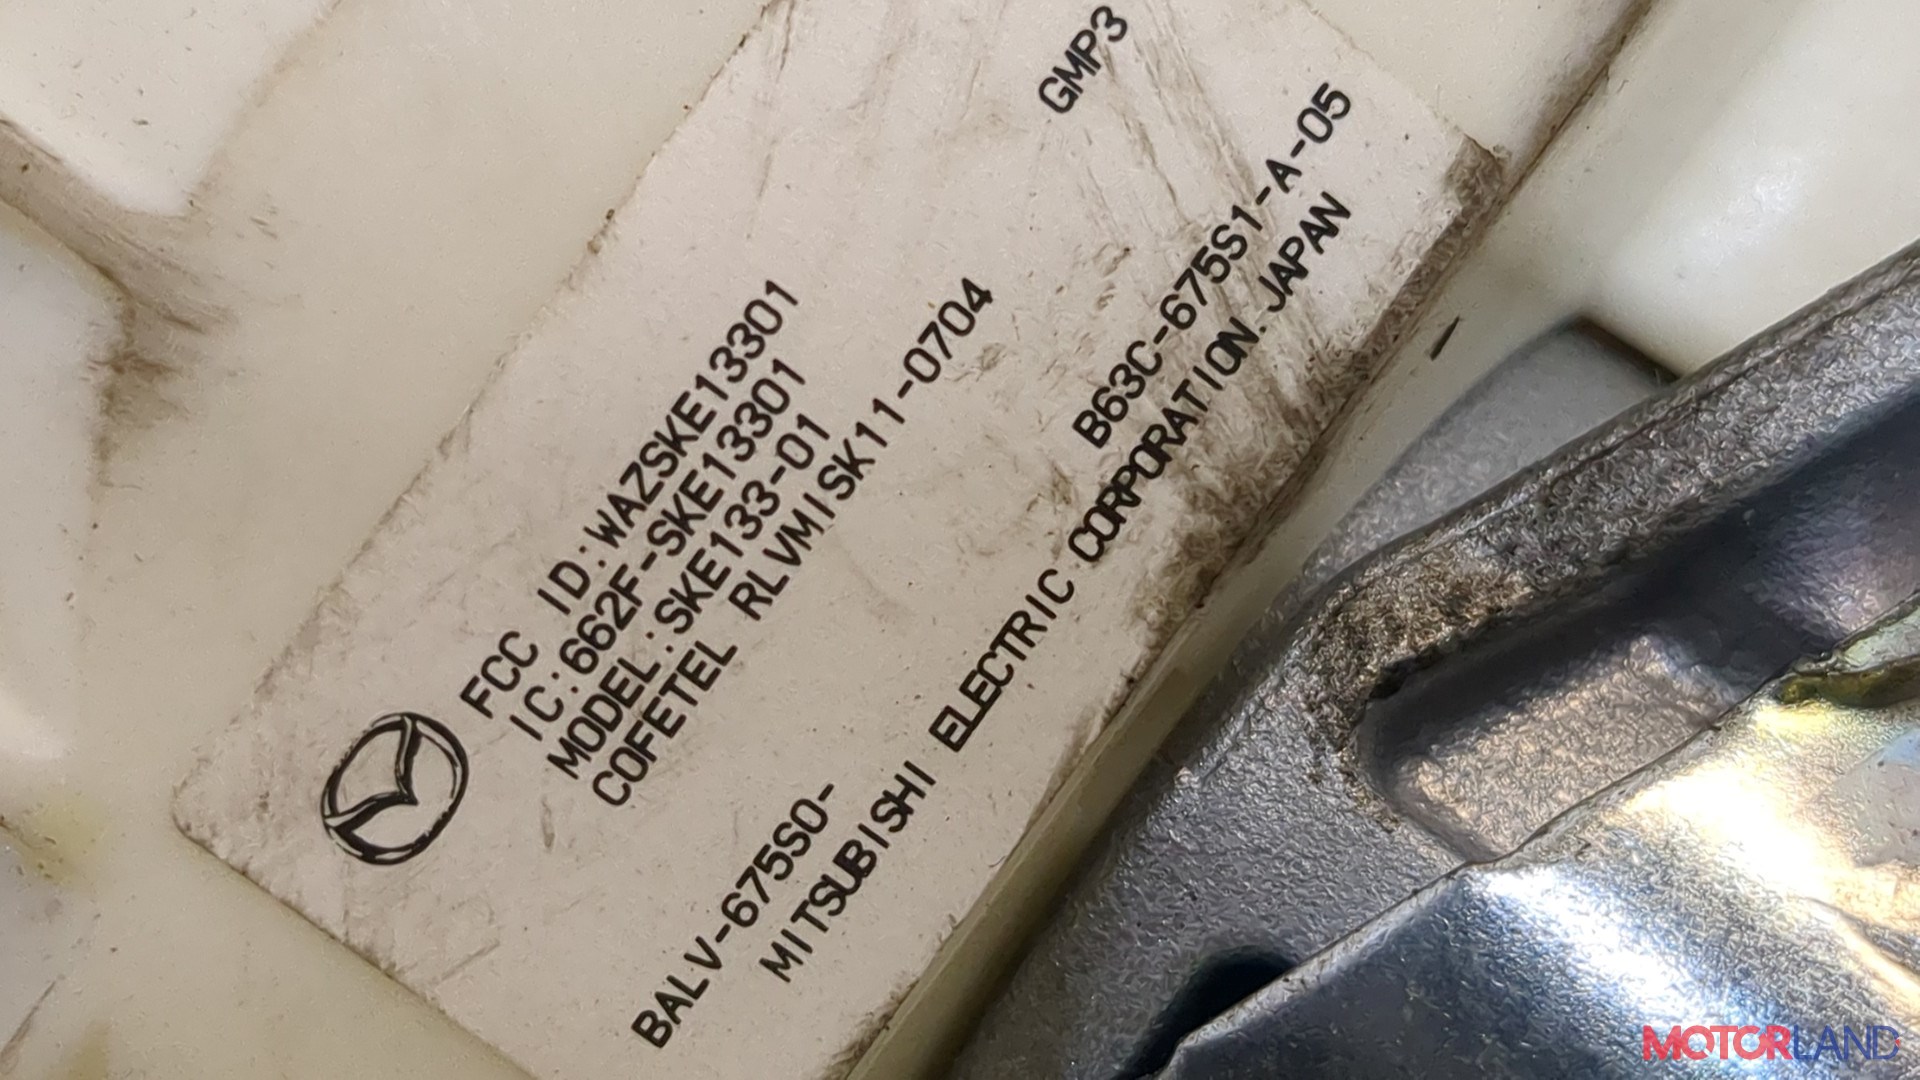 GMP3
FCC ID:WAZSKE13301
IC:662F-SKE13301
MODEL:SKE133-01
COFETEL RLVMISK11-0704
BALV-675S0- B63C-675S1-A-05
MITSUBISHI ELECTRIC CORPORATION.JAPAN
MOTORLAND